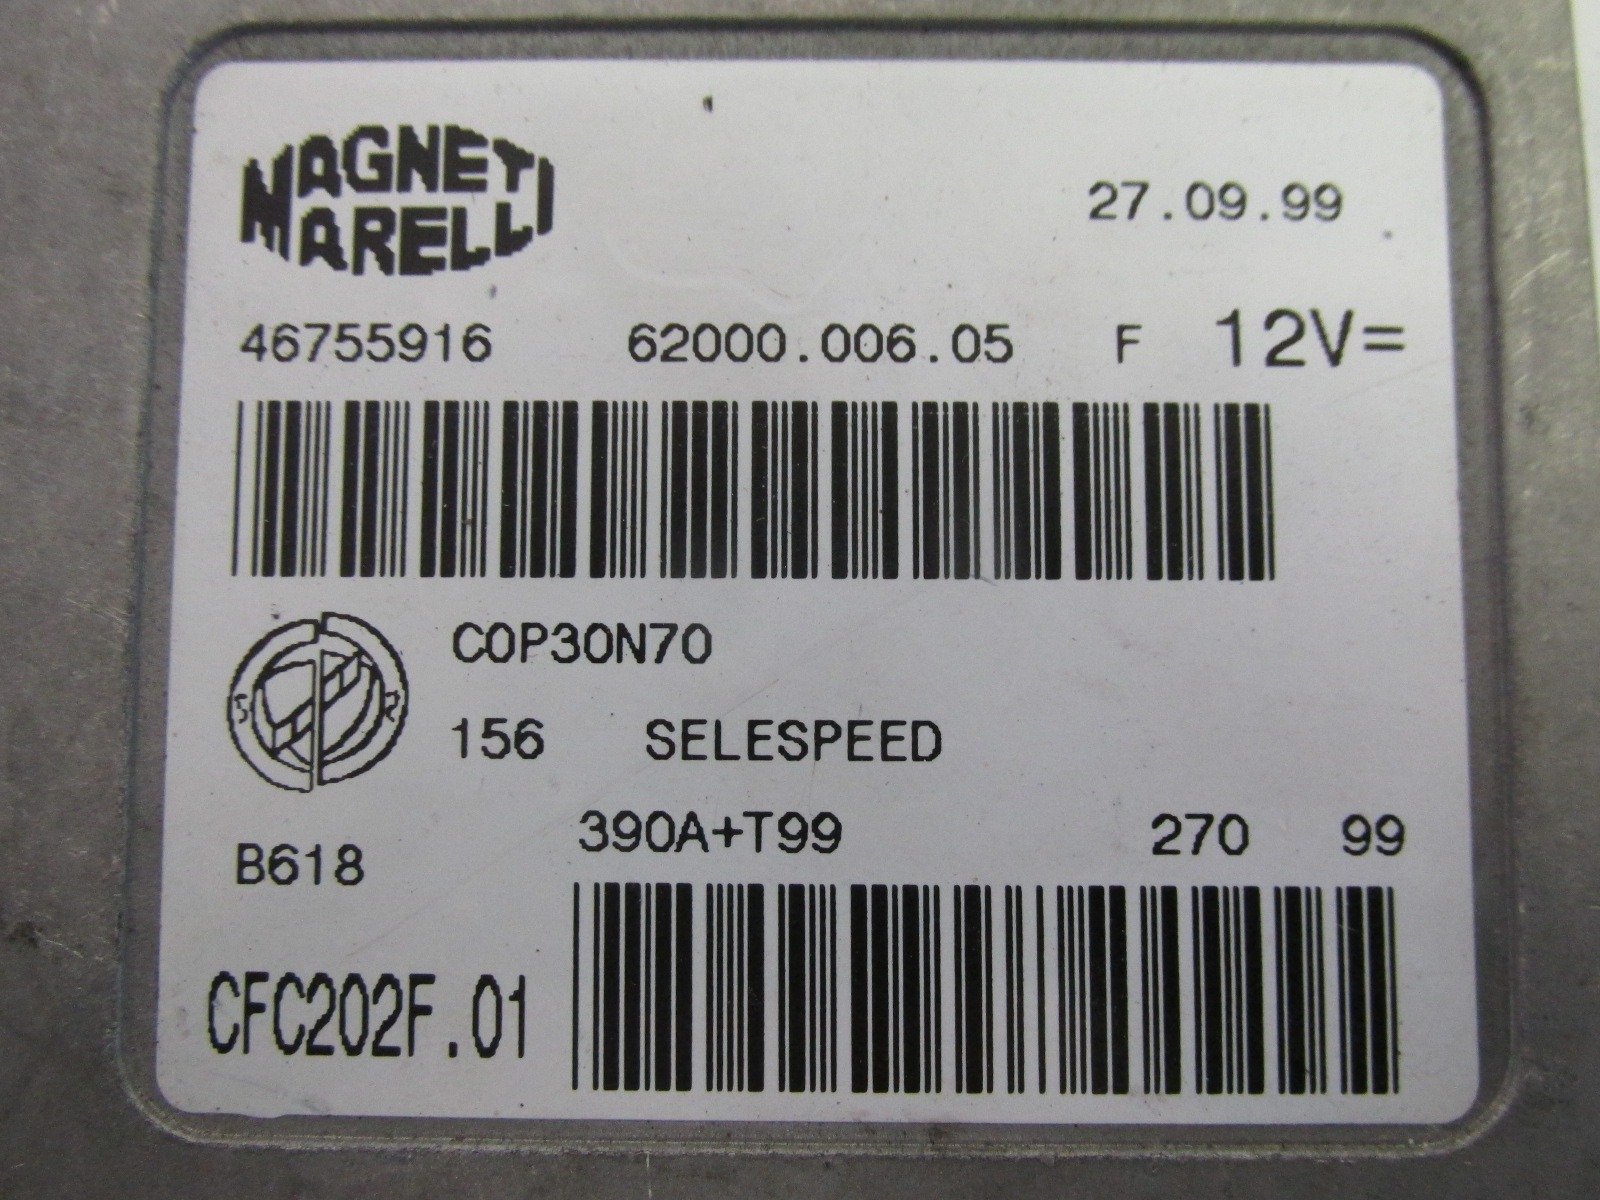 MAGNETI
MARELLI
27.09.99
46755916 62000.006.05 F 12V=
C0P30N70
156 SELESPEED
S R
390A+T99 270 99
B618
CFC202F.01